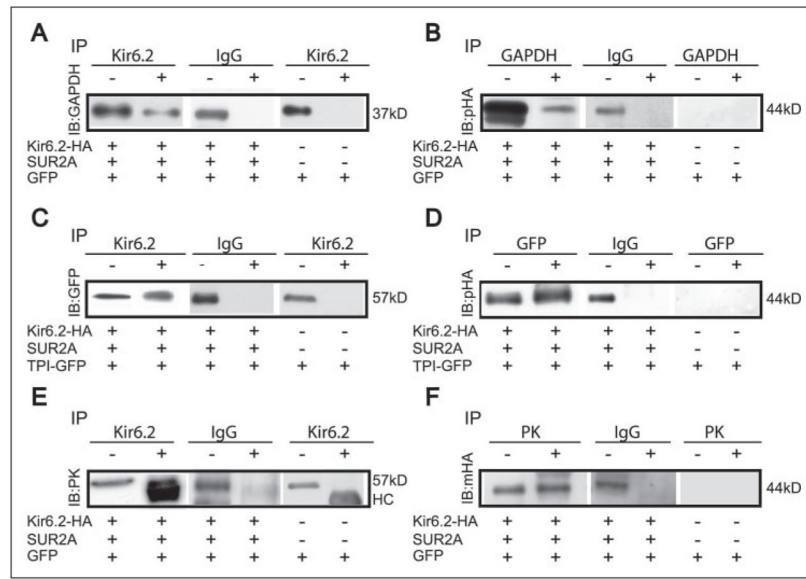 A
IP
Kir6.2 IgG Kir6.2
- + - + - +
IB:GAPDH
37kD
Kir6.2-HA + + + + - -
SUR2A + + + + - -
GFP + + + + + +
B
IP
GAPDH IgG GAPDH
- + - + - +
IB:pHA
44kD
Kir6.2-HA + + + + - -
SUR2A + + + + - -
GFP + + + + + +
C
IP
Kir6.2 IgG Kir6.2
- + - + - +
IB:GFP
57kD
Kir6.2-HA + + + + - -
SUR2A + + + + - -
TPI-GFP + + + + + +
D
IP
GFP IgG GFP
- + - + - +
IB:pHA
44kD
Kir6.2-HA + + + + - -
SUR2A + + + + - -
TPI-GFP + + + + + +
E
IP
Kir6.2 IgG Kir6.2
- + - + - +
IB:PK
57kD
HC
Kir6.2-HA + + + + - -
SUR2A + + + + - -
GFP + + + + + +
F
IP
PK IgG PK
- + - + - +
IB:mHA
44kD
Kir6.2-HA + + + + - -
SUR2A + + + + - -
GFP + + + + + +